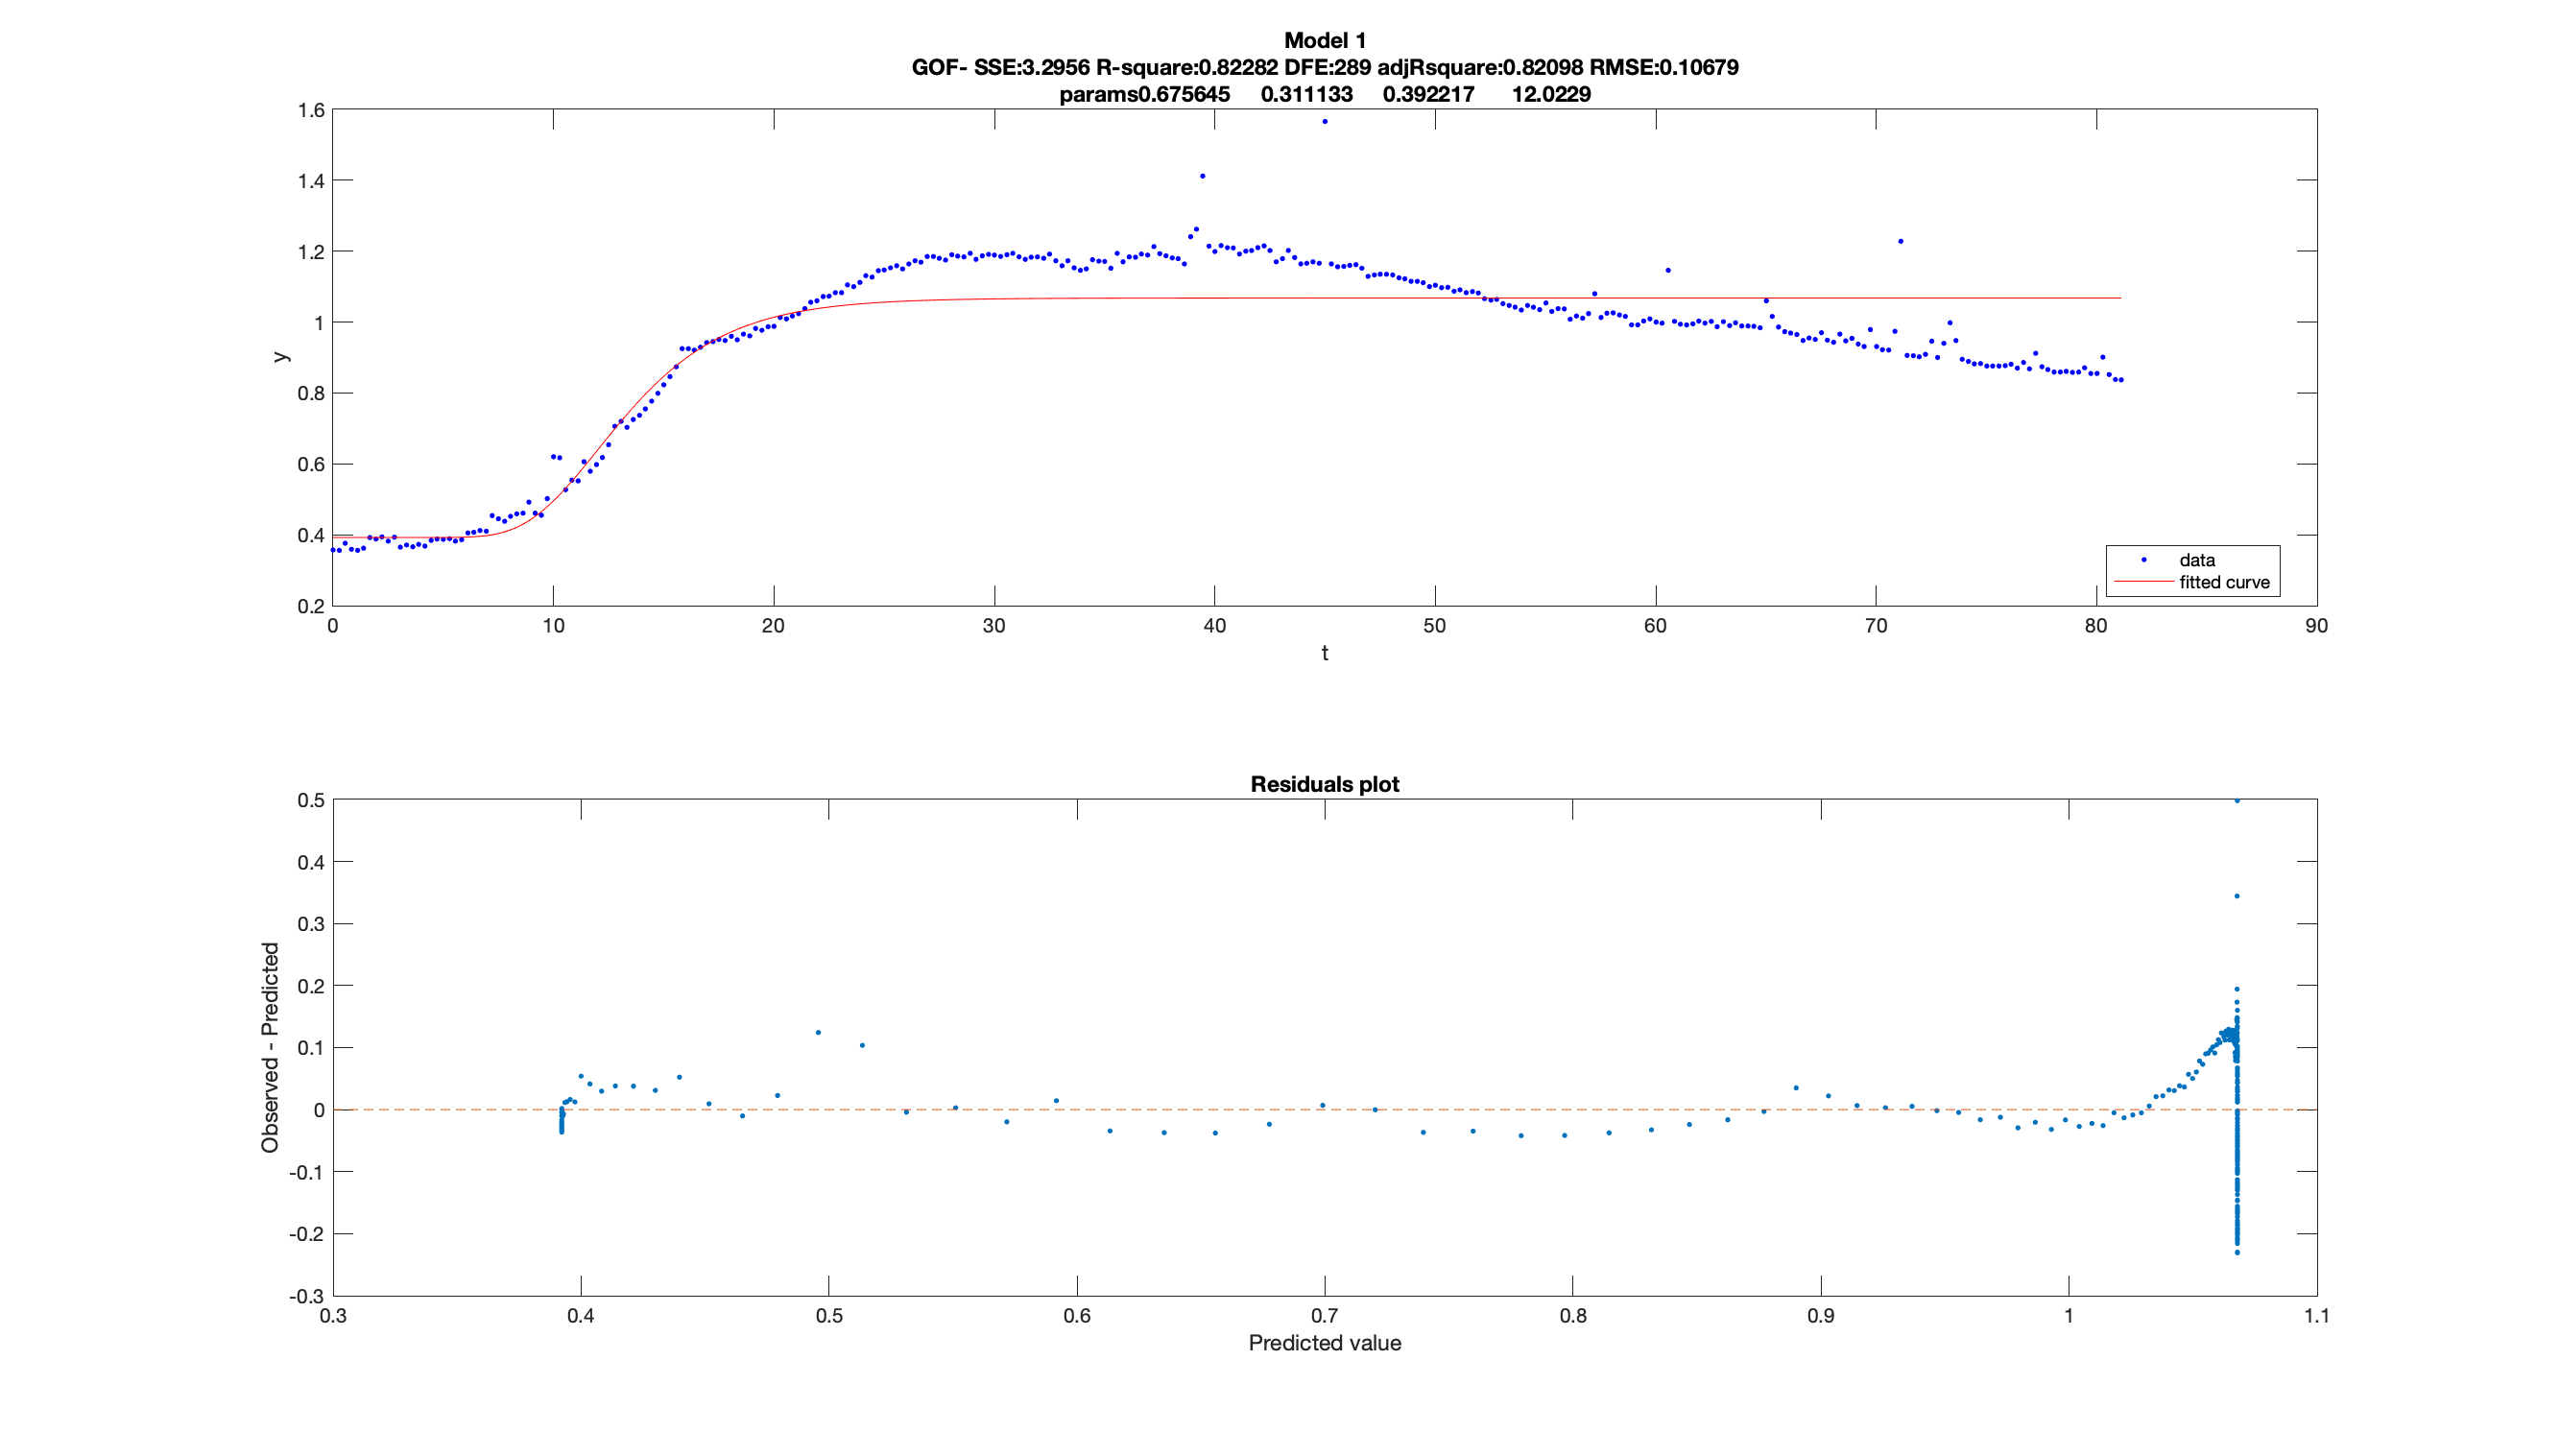 Model 1
GOF- SSE:3.2956 R-square:0.82282 DFE:289 adjRsquare:0.82098 RMSE:0.10679
params0.675645 0.311133 0.392217 12.0229
1.6
1.4
1.2
1
0.8
0.6
0.4
0.2
y
data
fitted curve
0 10 20 30 40 50 60 70 80 90
t
Residuals plot
0.5
0.4
0.3
0.2
0.1
0
-0.1
-0.2
-0.3
Observed - Predicted
0.3 0.4 0.5 0.6 0.7 0.8 0.9 1 1.1
Predicted value